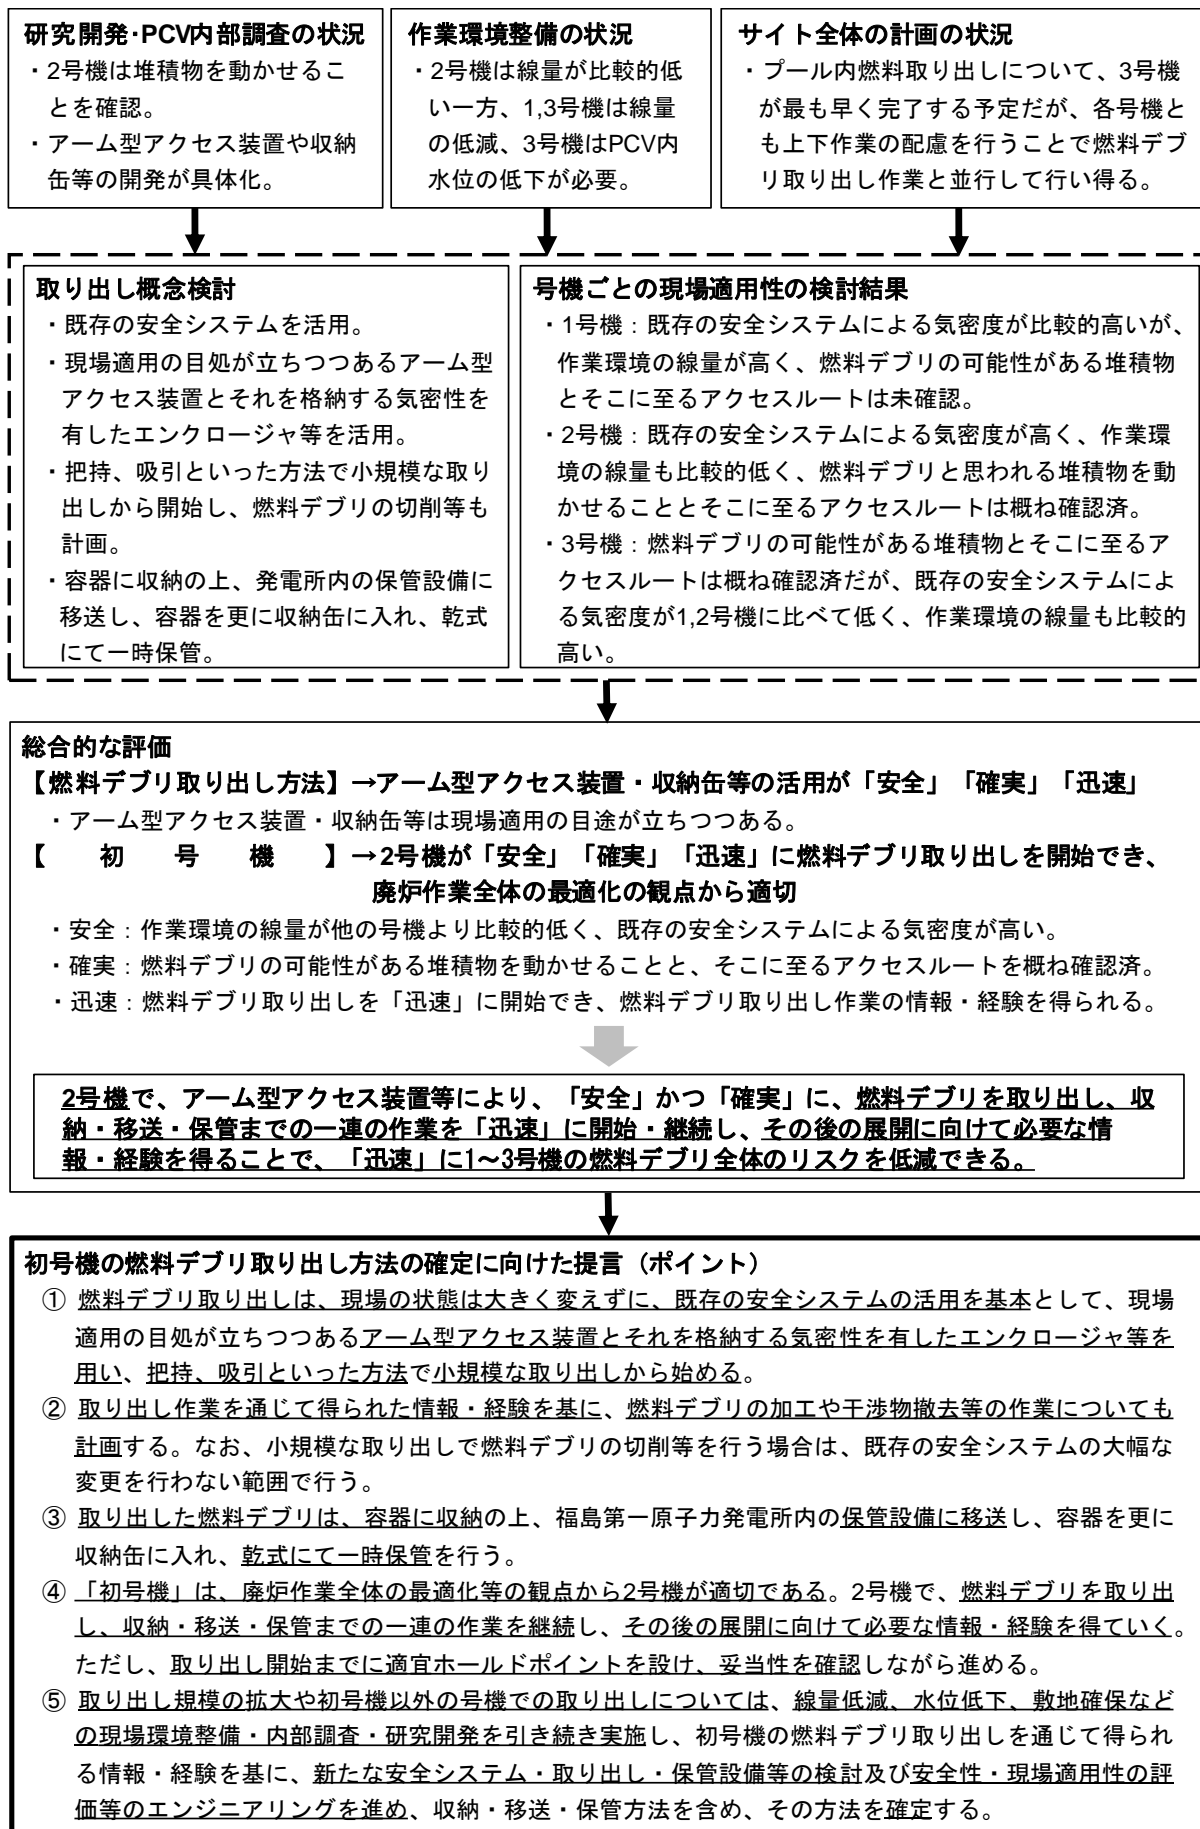 研究開発・PCV内部調査の状況
・2号機は堆積物を動かせるこ
とを確認。
・アーム型アクセス装置や収納
缶等の開発が具体化。
作業環境整備の状況
・2号機は線量が比較的低
い一方、1,3号機は線量
の低減、3号機はPCV内
水位の低下が必要。
サイト全体の計画の状況
・プール内燃料取り出しについて、3号機
が最も早く完了する予定だが、各号機と
も上下作業の配慮を行うことで燃料デブ
リ取り出し作業と並行して行い得る。
取り出し概念検討
・既存の安全システムを活用。
・現場適用の目処が立ちつつあるアーム型
アクセス装置とそれを格納する気密性を
有したエンクロージャ等を活用。
・把持、吸引といった方法で小規模な取り
出しから開始し、燃料デブリの切削等も
計画。
・容器に収納の上、発電所内の保管設備に
移送し、容器を更に収納缶に入れ、乾式
にて一時保管。
号機ごとの現場適用性の検討結果
・1号機：既存の安全システムによる気密度が比較的高いが、
作業環境の線量が高く、燃料デブリの可能性がある堆積物
とそこに至るアクセスルートは未確認。
・2号機：既存の安全システムによる気密度が高く、作業環
境の線量も比較的低く、燃料デブリと思われる堆積物を動
かせることとそこに至るアクセスルートは概ね確認済。
・3号機：燃料デブリの可能性がある堆積物とそこに至るア
クセスルートは概ね確認済だが、既存の安全システムによ
る気密度が1,2号機に比べて低く、作業環境の線量も比較的
高い。
総合的な評価
【燃料デブリ取り出し方法】→アーム型アクセス装置・収納缶等の活用が「安全」「確実」「迅速」
・アーム型アクセス装置・収納缶等は現場適用の目途が立ちつつある。
【　初　号　機　】→2号機が「安全」「確実」「迅速」に燃料デブリ取り出しを開始でき、
廃炉作業全体の最適化の観点から適切
・安全：作業環境の線量が他の号機より比較的低く、既存の安全システムによる気密度が高い。
・確実：燃料デブリの可能性がある堆積物を動かせることと、そこに至るアクセスルートを概ね確認済。
・迅速：燃料デブリ取り出しを「迅速」に開始でき、燃料デブリ取り出し作業の情報・経験を得られる。
2号機で、アーム型アクセス装置等により、「安全」かつ「確実」に、燃料デブリを取り出し、収
納・移送・保管までの一連の作業を「迅速」に開始・継続し、その後の展開に向けて必要な情
報・経験を得ることで、「迅速」に1～3号機の燃料デブリ全体のリスクを低減できる。
初号機の燃料デブリ取り出し方法の確定に向けた提言（ポイント）
① 燃料デブリ取り出しは、現場の状態は大きく変えずに、既存の安全システムの活用を基本として、現場
適用の目処が立ちつつあるアーム型アクセス装置とそれを格納する気密性を有したエンクロージャ等を
用い、把持、吸引といった方法で小規模な取り出しから始める。
② 取り出し作業を通じて得られた情報・経験を基に、燃料デブリの加工や干渉物撤去等の作業についても
計画する。なお、小規模な取り出しで燃料デブリの切削等を行う場合は、既存の安全システムの大幅な
変更を行わない範囲で行う。
③ 取り出した燃料デブリは、容器に収納の上、福島第一原子力発電所内の保管設備に移送し、容器を更に
収納缶に入れ、乾式にて一時保管を行う。
④ 「初号機」は、廃炉作業全体の最適化等の観点から2号機が適切である。2号機で、燃料デブリを取り出
し、収納・移送・保管までの一連の作業を継続し、その後の展開に向けて必要な情報・経験を得ていく。
ただし、取り出し開始までに適宜ホールドポイントを設け、妥当性を確認しながら進める。
⑤ 取り出し規模の拡大や初号機以外の号機での取り出しについては、線量低減、水位低下、敷地確保など
の現場環境整備・内部調査・研究開発を引き続き実施し、初号機の燃料デブリ取り出しを通じて得られ
る情報・経験を基に、新たな安全システム・取り出し・保管設備等の検討及び安全性・現場適用性の評
価等のエンジニアリングを進め、収納・移送・保管方法を含め、その方法を確定する。